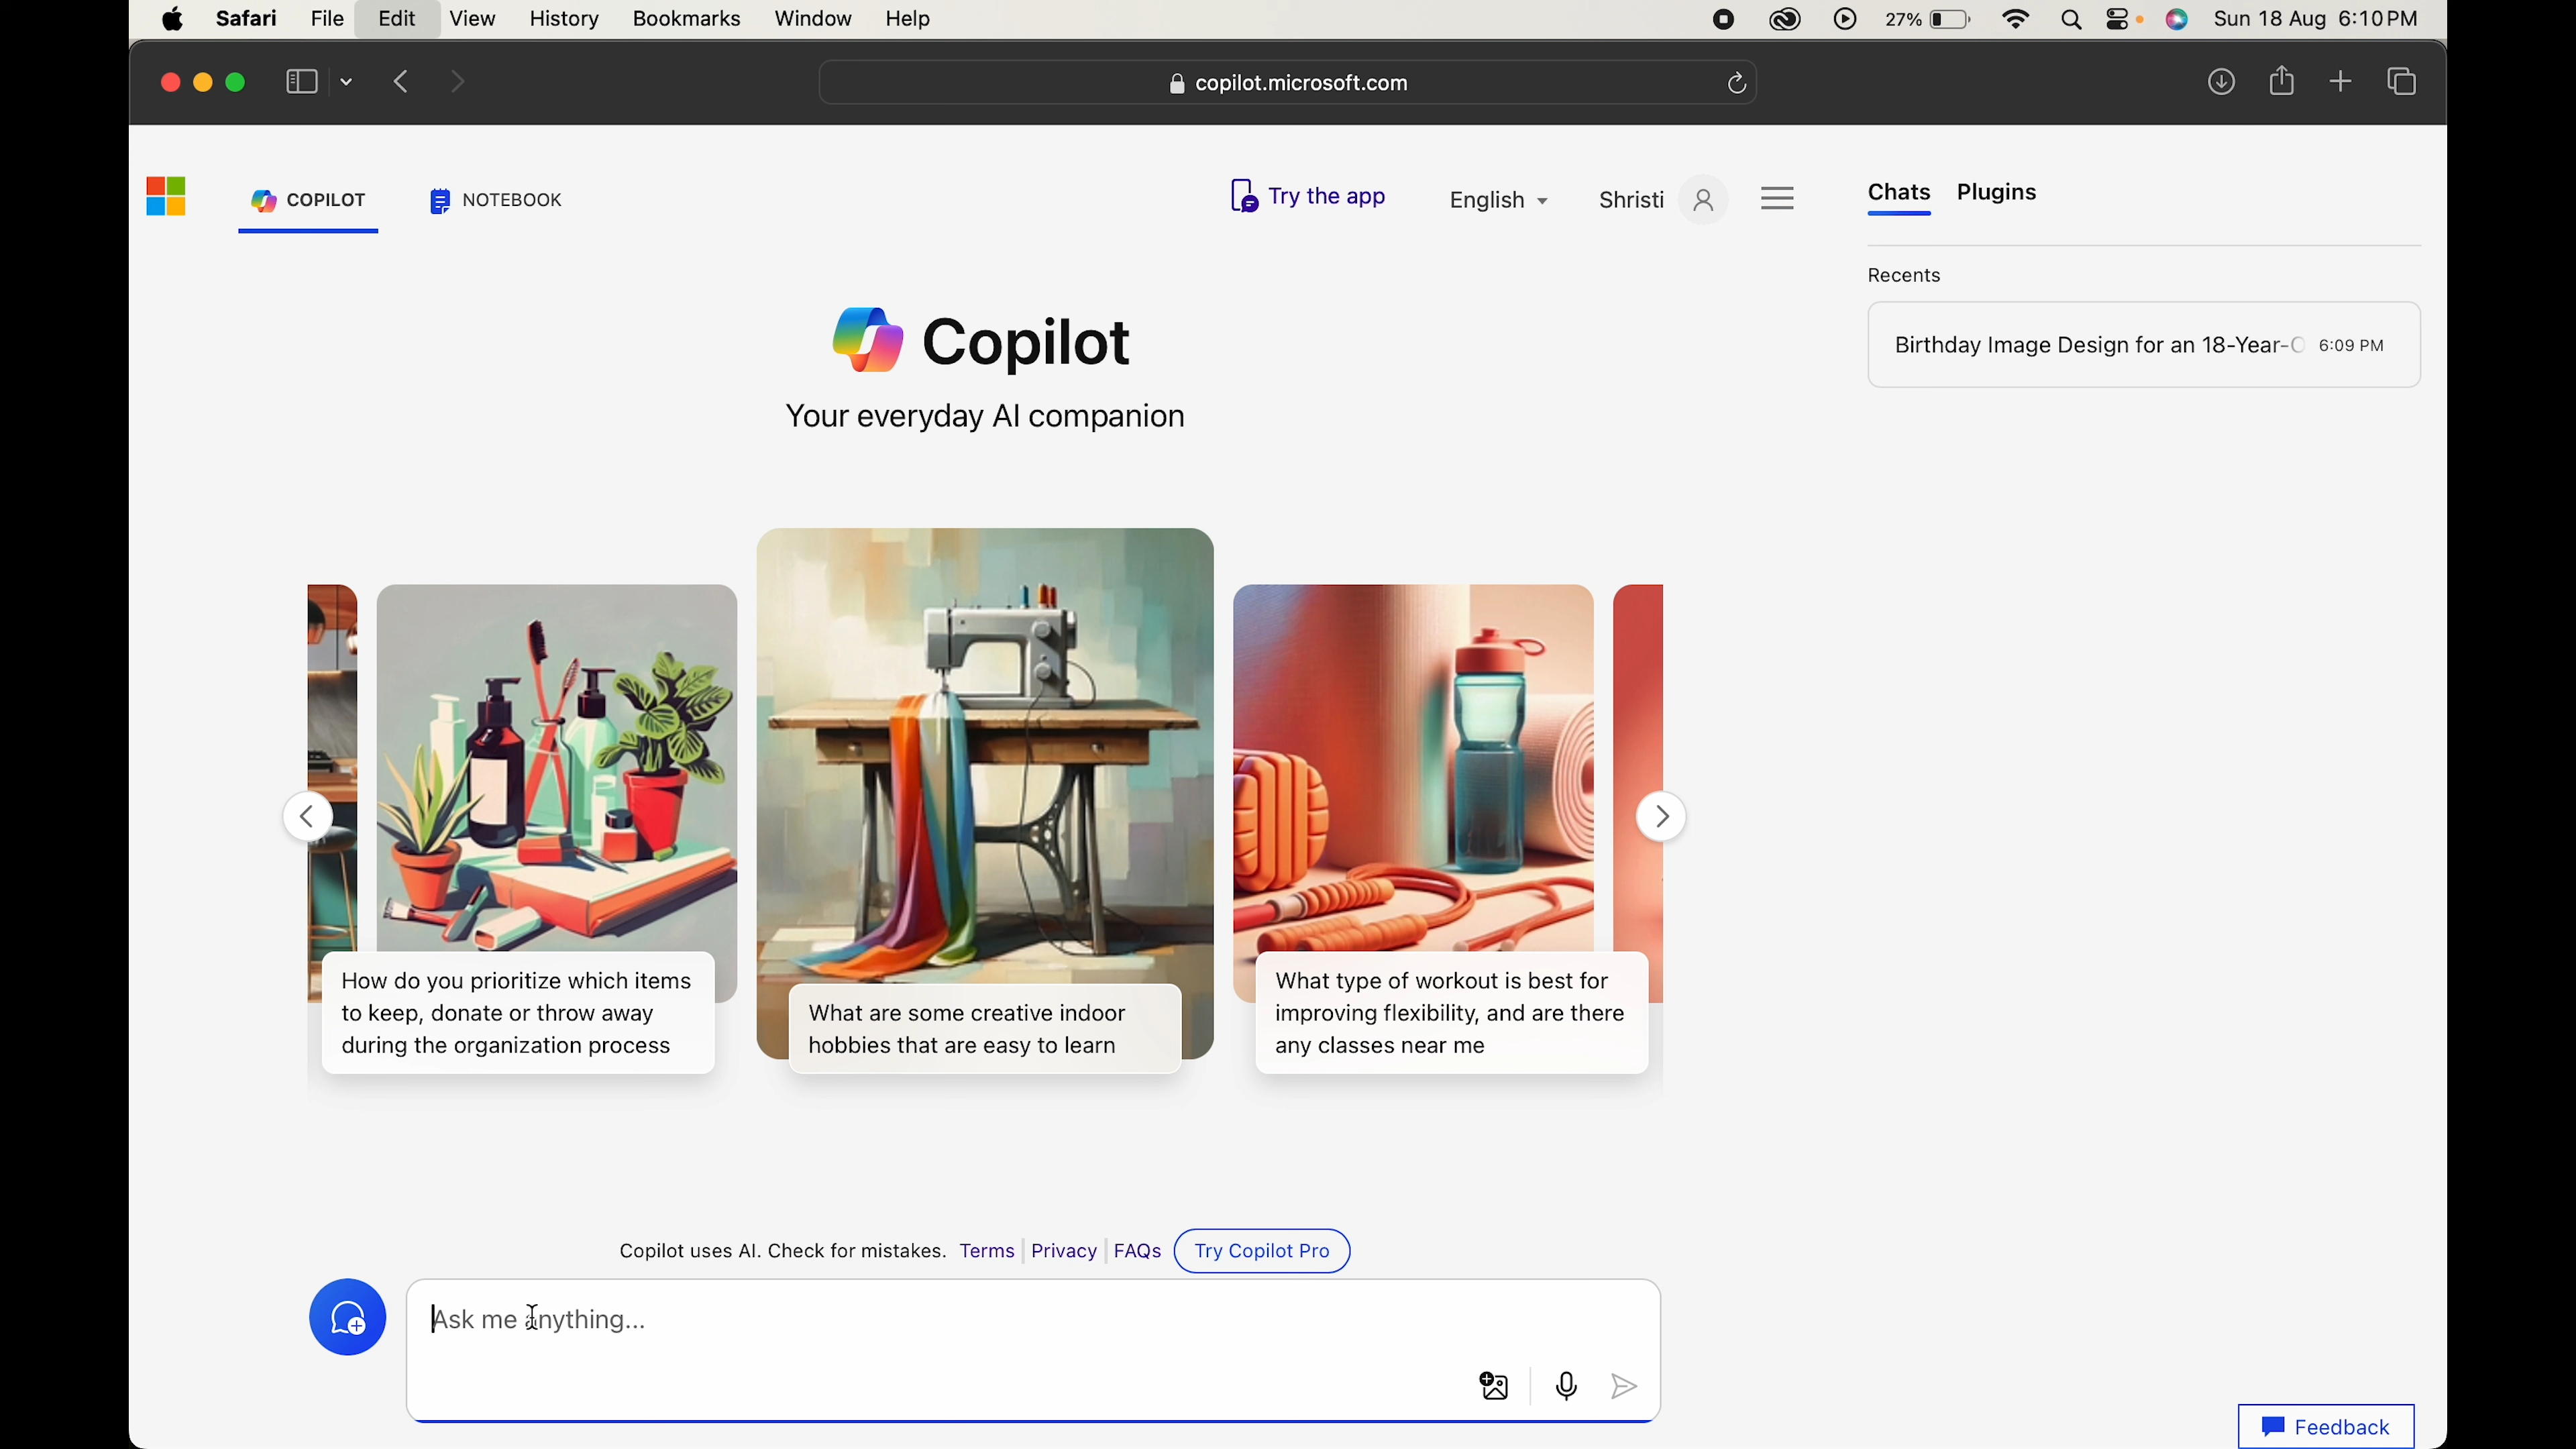 Safari File Edit View History Bookmarks Window Help 27% Sun 18 Aug 6:10 PM
copilot.microsoft.com
COPILOT NOTEBOOK Try the app English Shristi Chats Plugins
Recents
Birthday Image Design for an 18-Year-O 6:09 PM
Copilot
Your everyday AI companion
How do you prioritize which items
to keep, donate or throw away
during the organization process
What are some creative indoor
hobbies that are easy to learn
What type of workout is best for
improving flexibility, and are there
any classes near me
Copilot uses AI. Check for mistakes. Terms Privacy FAQs Try Copilot Pro
Ask me anything...
Feedback